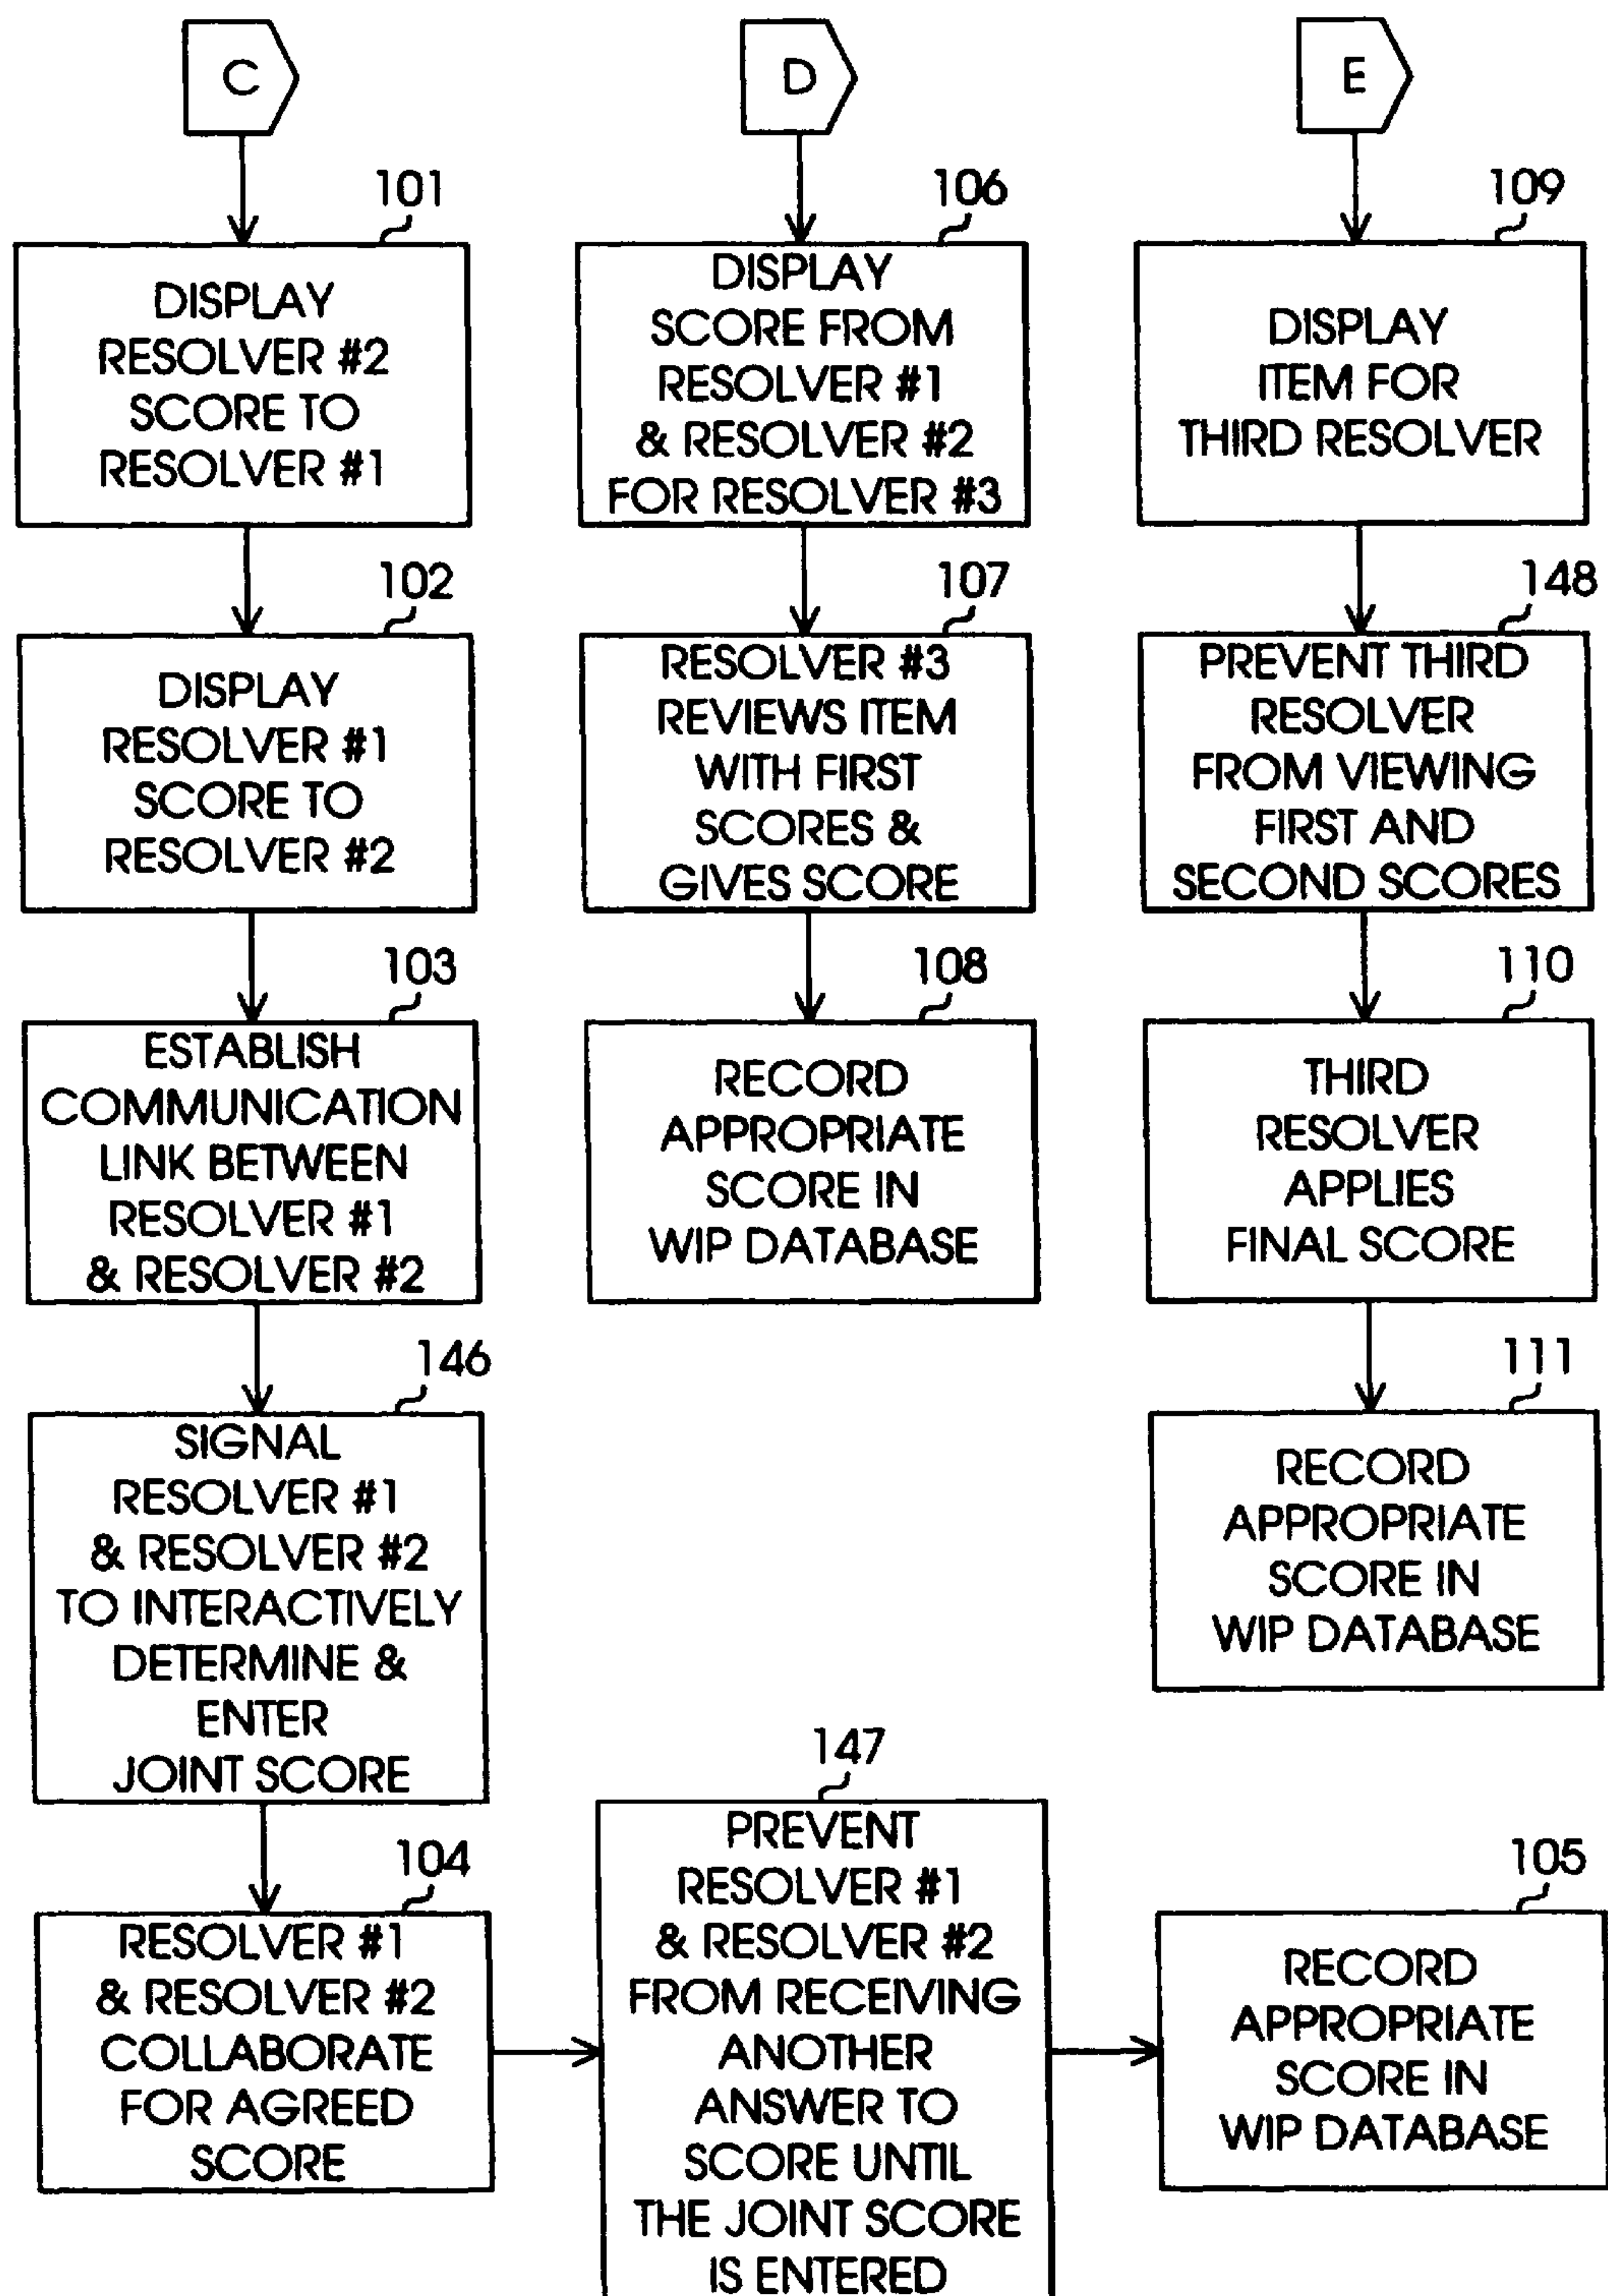 C
101
DISPLAY
RESOLVER #2
SCORE TO
RESOLVER #1
102
DISPLAY
RESOLVER #1
SCORE TO
RESOLVER #2
103
ESTABLISH
COMMUNICATION
LINK BETWEEN
RESOLVER #1
& RESOLVER #2
146
SIGNAL
RESOLVER #1
& RESOLVER #2
TO INTERACTIVELY
DETERMINE &
ENTER
JOINT SCORE
104
RESOLVER #1
& RESOLVER #2
COLLABORATE
FOR AGREED
SCORE
147
PREVENT
RESOLVER #1
& RESOLVER #2
FROM RECEIVING
ANOTHER
ANSWER TO
SCORE UNTIL
THE JOINT SCORE
IS ENTERED
105
RECORD
APPROPRIATE
SCORE IN
WIP DATABASE
D
106
DISPLAY
SCORE FROM
RESOLVER #1
& RESOLVER #2
FOR RESOLVER #3
107
RESOLVER #3
REVIEWS ITEM
WITH FIRST
SCORES &
GIVES SCORE
108
RECORD
APPROPRIATE
SCORE IN
WIP DATABASE
E
109
DISPLAY
ITEM FOR
THIRD RESOLVER
148
PREVENT THIRD
RESOLVER
FROM VIEWING
FIRST AND
SECOND SCORES
110
THIRD
RESOLVER
APPLIES
FINAL SCORE
111
RECORD
APPROPRIATE
SCORE IN
WIP DATABASE